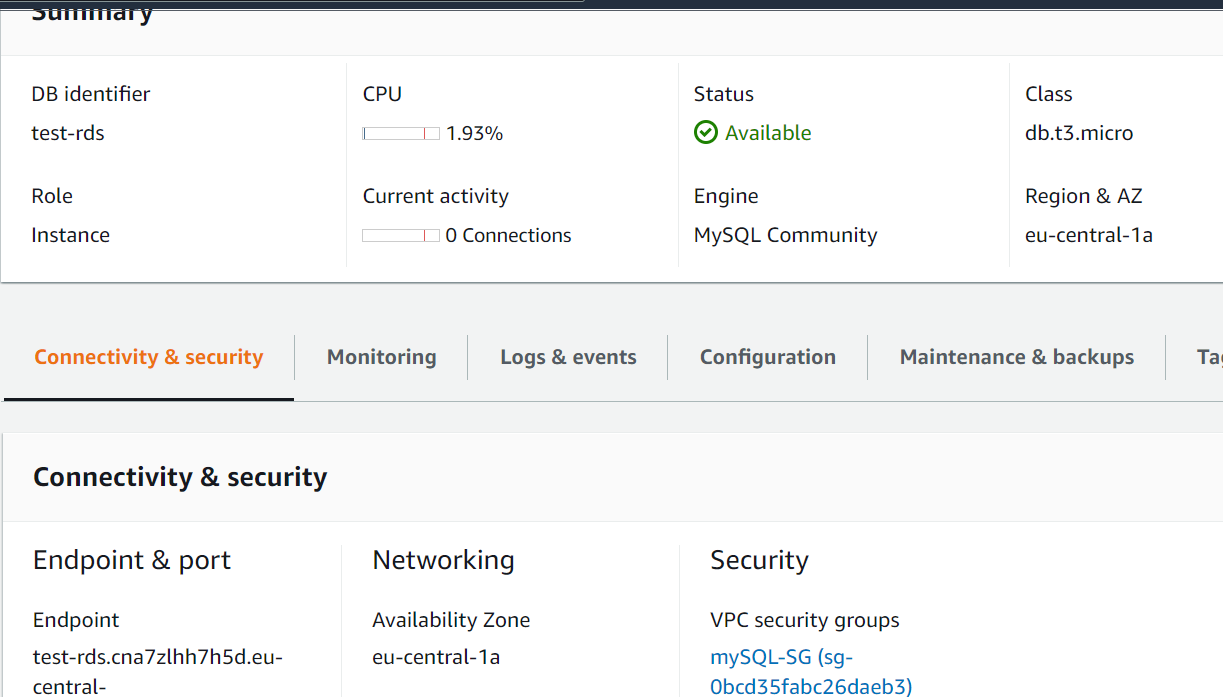 Summary
DB identifier
test-rds
CPU
1.93%
Status
Available
Class
db.t3.micro
Role
Instance
Current activity
0 Connections
Engine
MySQL Community
Region & AZ
eu-central-1a
Connectivity & security
Monitoring
Logs & events
Configuration
Maintenance & backups
Connectivity & security
Endpoint & port
Endpoint
test-rds.cna7zlhh7h5d.eu-
central-
Networking
Availability Zone
eu-central-1a
Security
VPC security groups
mySQL-SG (sg-
0bcd35fabc26daeb3)